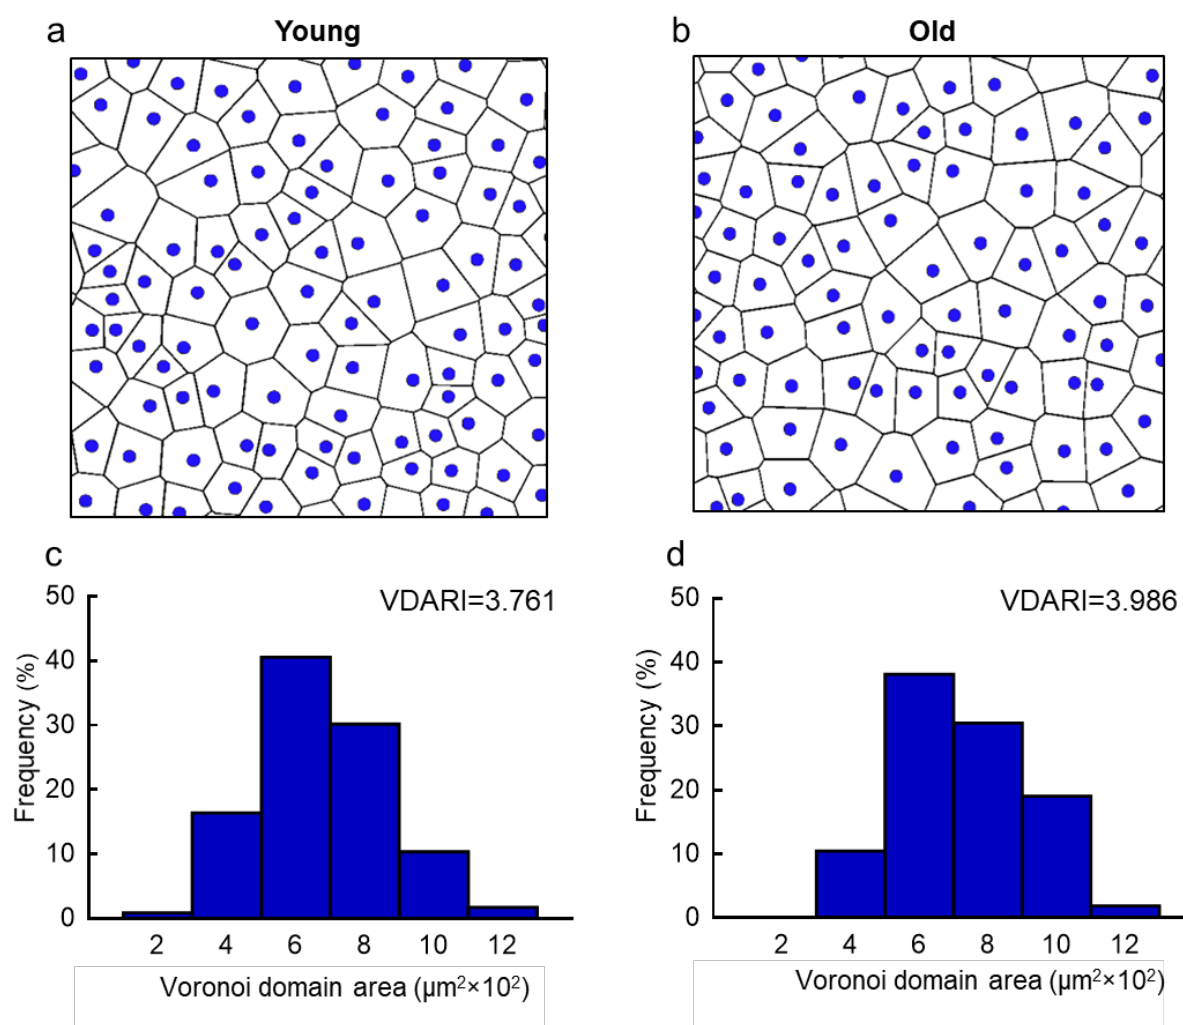 a
Young
b
Old
c
VDARI=3.761
50
40
30
20
10
0
Frequency (%)
2 4 6 8 10 12
Voronoi domain area (μm²×10²)
d
VDARI=3.986
50
40
30
20
10
0
Frequency (%)
2 4 6 8 10 12
Voronoi domain area (μm²×10²)